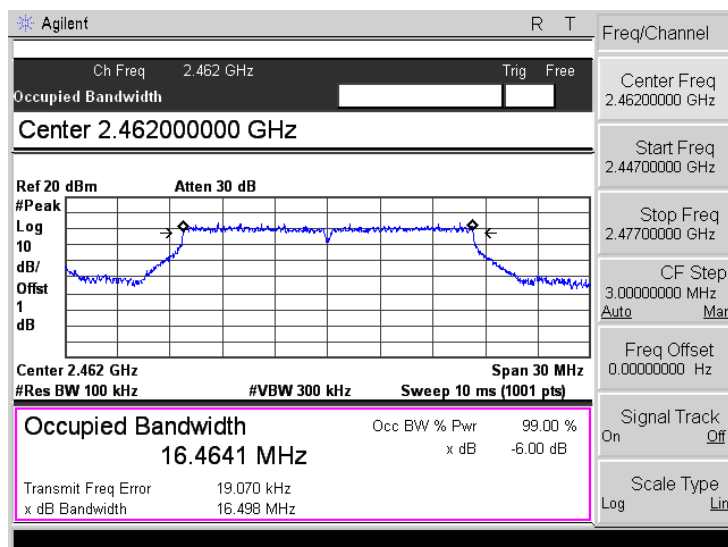 Agilent R T
Ch Freq 2.462 GHz Trig Free
Occupied Bandwidth
Center 2.462000000 GHz
Ref 20 dBm Atten 30 dB
#Peak
Log
10
dB/
Offst
1
dB
Center 2.462 GHz Span 30 MHz
#Res BW 100 kHz #VBW 300 kHz Sweep 10 ms (1001 pts)
Occupied Bandwidth Occ BW % Pwr 99.00 %
16.4641 MHz x dB -6.00 dB
Transmit Freq Error 19.070 kHz
x dB Bandwidth 16.498 MHz
Freq/Channel
Center Freq
2.46200000 GHz
Start Freq
2.44700000 GHz
Stop Freq
2.47700000 GHz
CF Step
3.00000000 MHz
Auto Man
Freq Offset
0.00000000 Hz
Signal Track
On Off
Scale Type
Log Lin